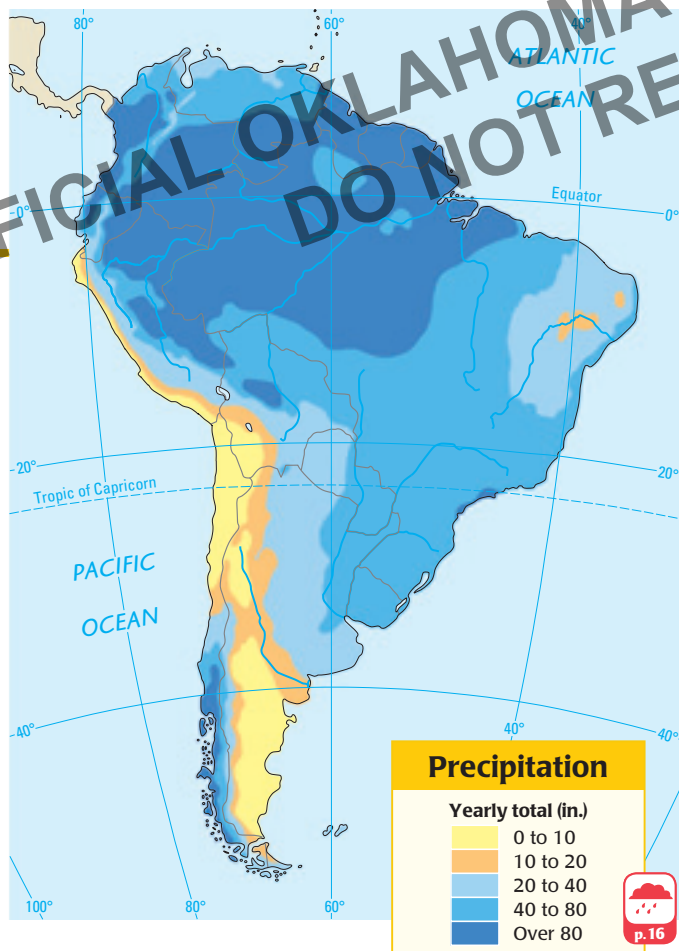 80°
60°
40°
ATLANTIC
OCEAN
FICIAL OKLAHOMA
DO NOT RE
Equator
0°
0°
20°
20°
Tropic of Capricorn
PACIFIC
OCEAN
40°
40°
40°
100°
80°
60°
Precipitation
Yearly total (in.)
0 to 10
10 to 20
20 to 40
40 to 80
Over 80
p.16